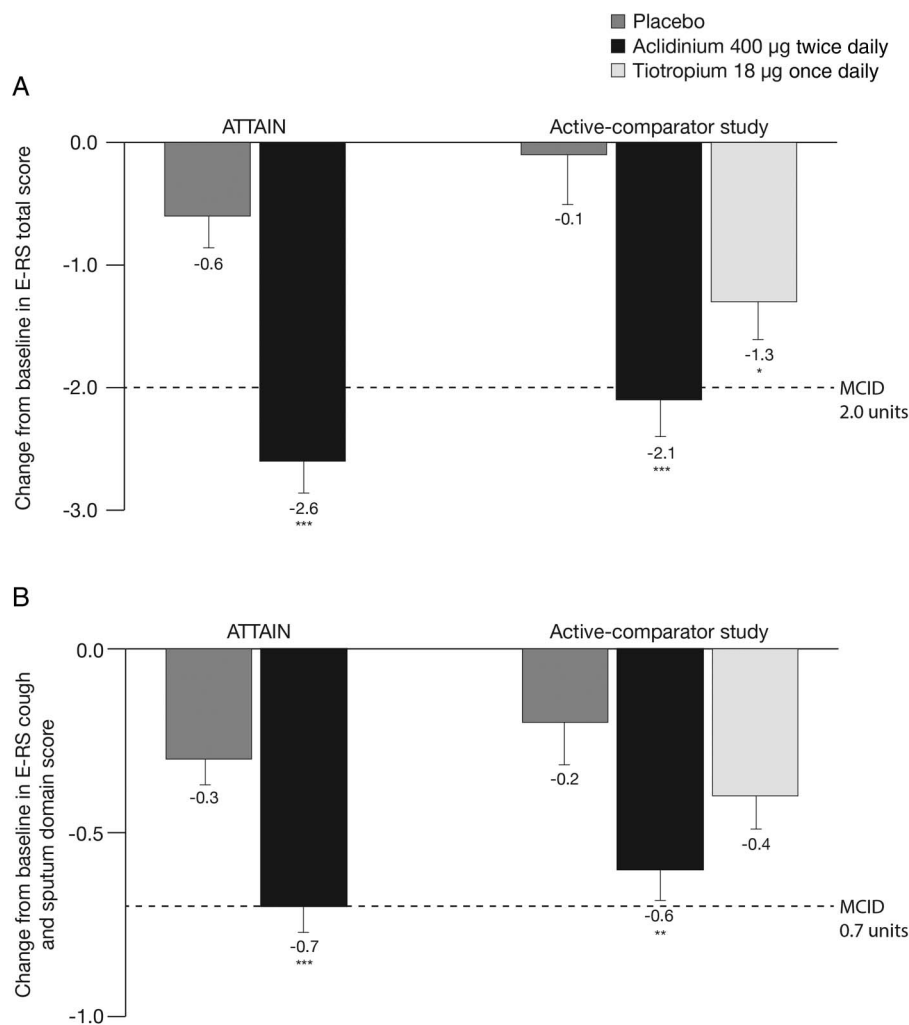 Placebo
Aclidinium 400 µg twice daily
Tiotropium 18 µg once daily
A
ATTAIN
Active-comparator study
Change from baseline in E-RS total score
0.0
-1.0
-2.0
-3.0
-0.6
-2.6
***
-0.1
-2.1
***
-1.3
*
MCID
2.0 units
B
ATTAIN
Active-comparator study
Change from baseline in E-RS cough
and sputum domain score
0.0
-0.5
-1.0
-0.3
-0.7
***
-0.2
-0.6
**
-0.4
MCID
0.7 units